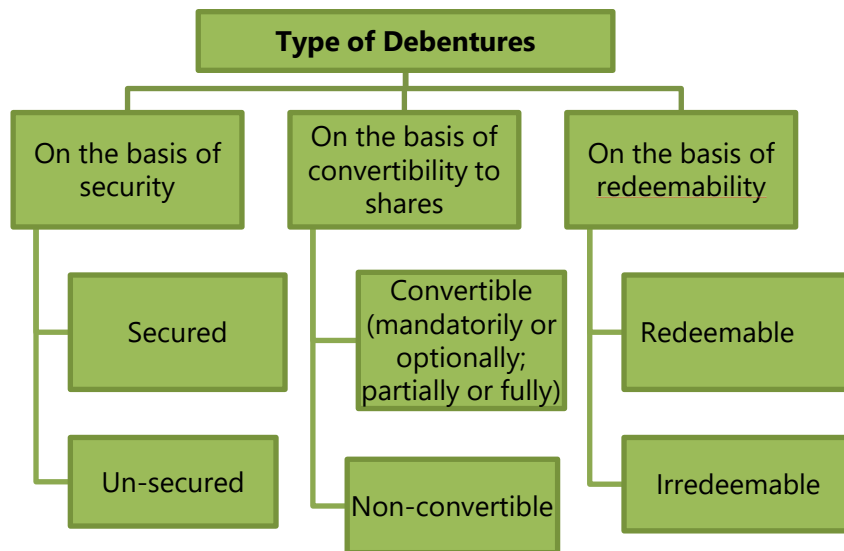 Type of Debentures
On the basis of
security
On the basis of
convertibility to
shares
On the basis of
redeemability
Secured
Un-secured
Convertible
(mandatorily or
optionally;
partially or fully)
Non-convertible
Redeemable
Irredeemable